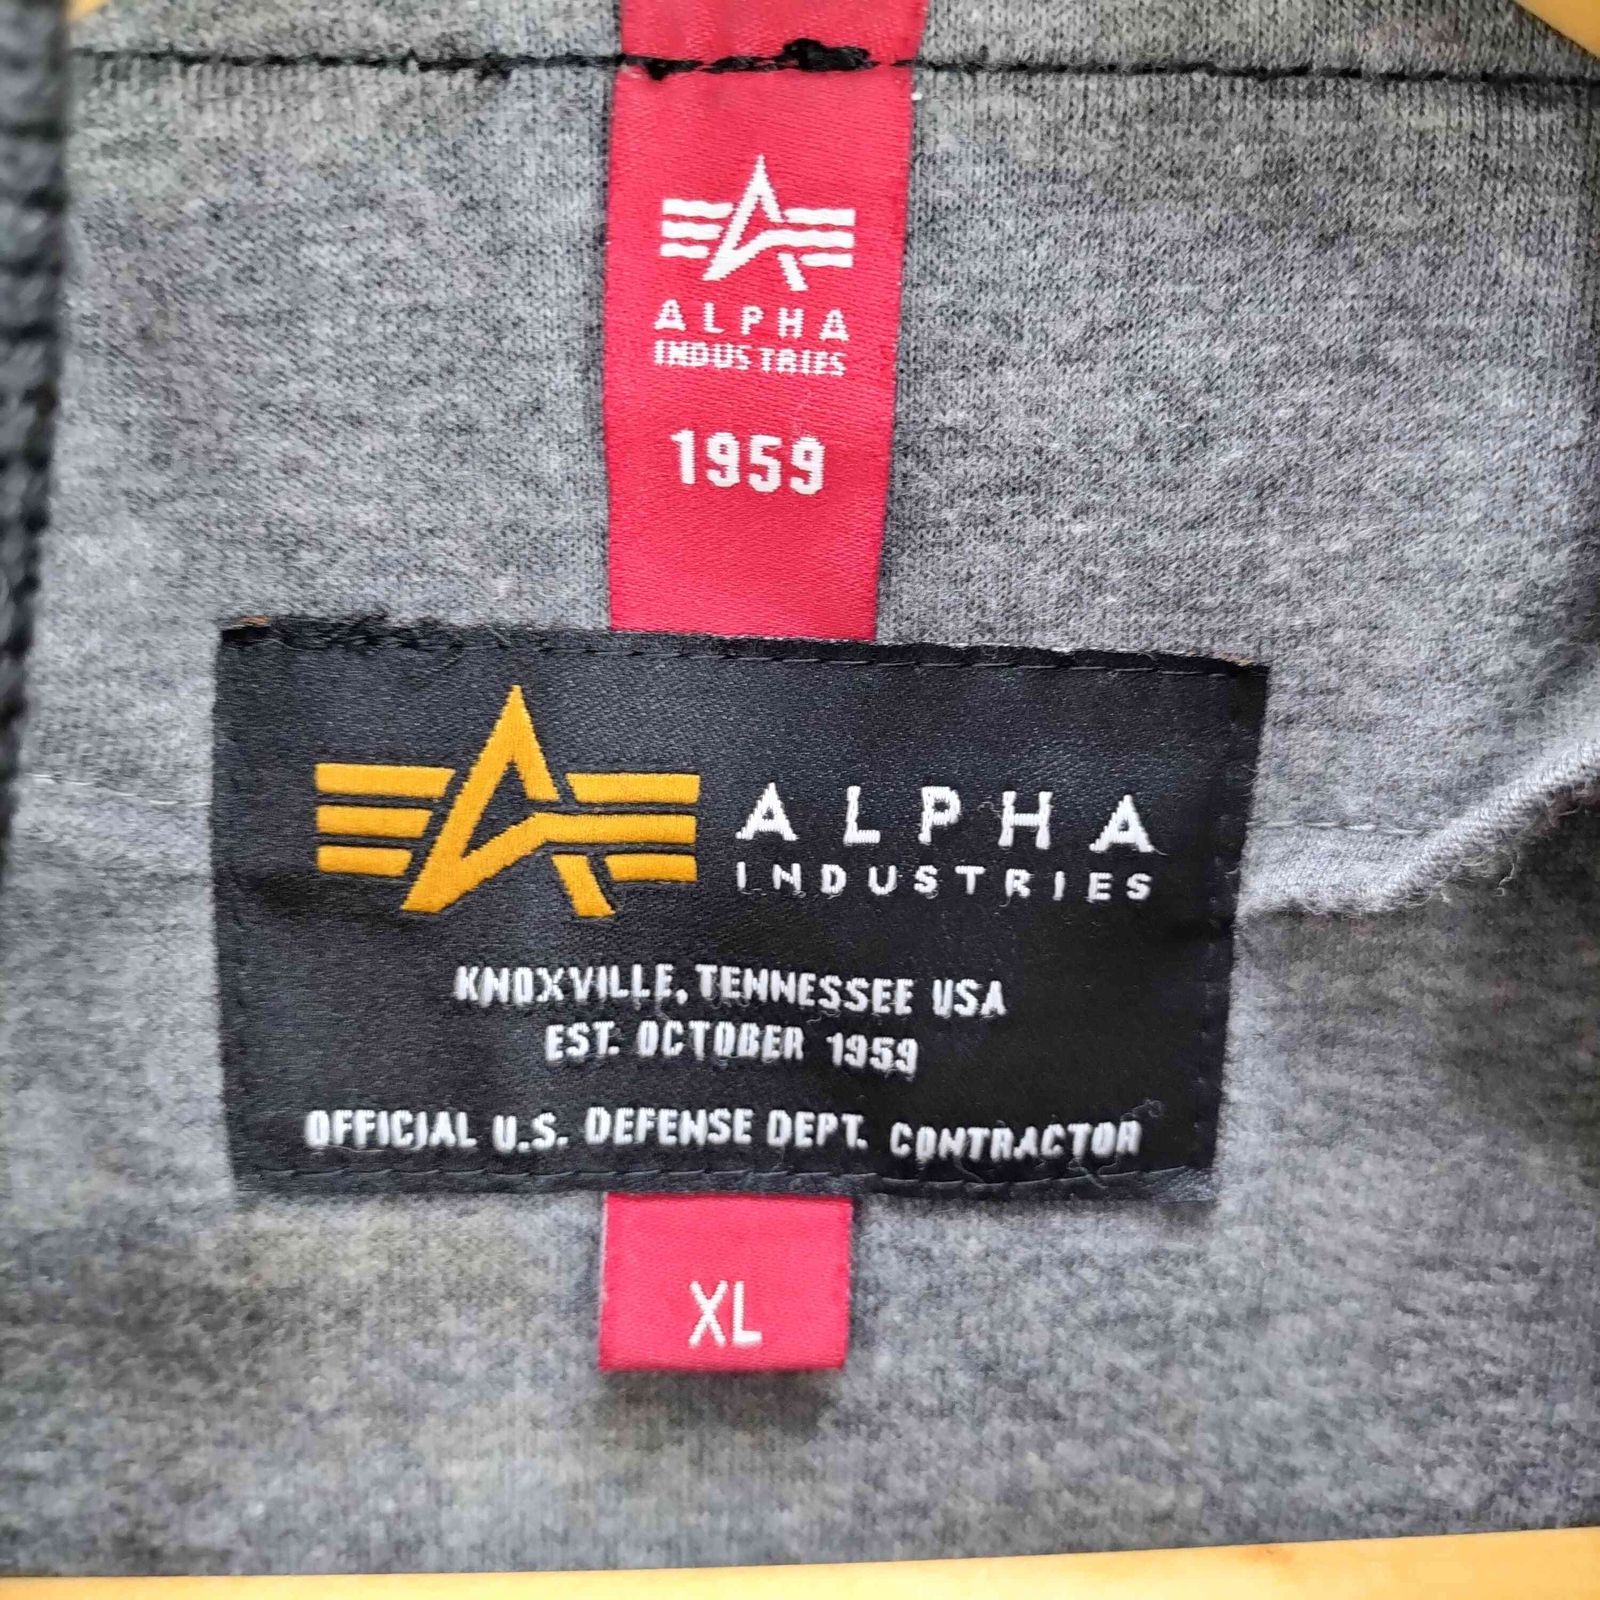 ALPHA
INDUSTRIES
1959
ALPHA
INDUSTRIES
KNOXVILLE, TENNESSEE USA
EST. OCTOBER 1959
OFFICIAL U.S. DEFENSE DEPT. CONTRACTOR
XL